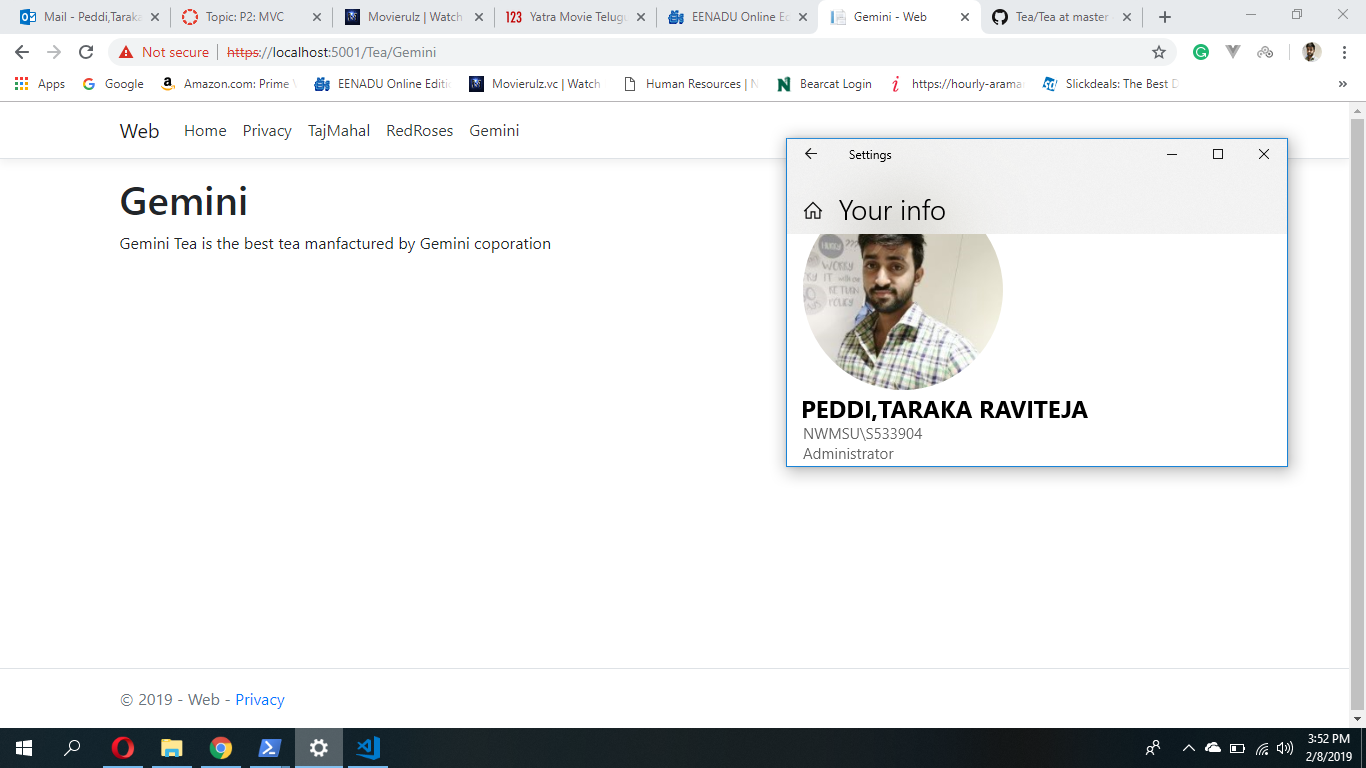 Mail - Peddi,Taraka
Topic: P2: MVC
Movierulz | Watch
123 Yatra Movie Telugu
EENADU Online Ed
Gemini - Web
Tea/Tea at master
Not secure | https://localhost:5001/Tea/Gemini
Apps Google Amazon.com: Prime V EENADU Online Editi Movierulz.vc | Watch Human Resources | N Bearcat Login https://hourly-arama Slickdeals: The Best D »
Web Home Privacy TajMahal RedRoses Gemini
Gemini
Gemini Tea is the best tea manfactured by Gemini coporation
Settings
Your info
WORRY
PEDDI,TARAKA RAVITEJA
NWMSU\S533904
Administrator
© 2019 - Web - Privacy
3:52 PM
2/8/2019